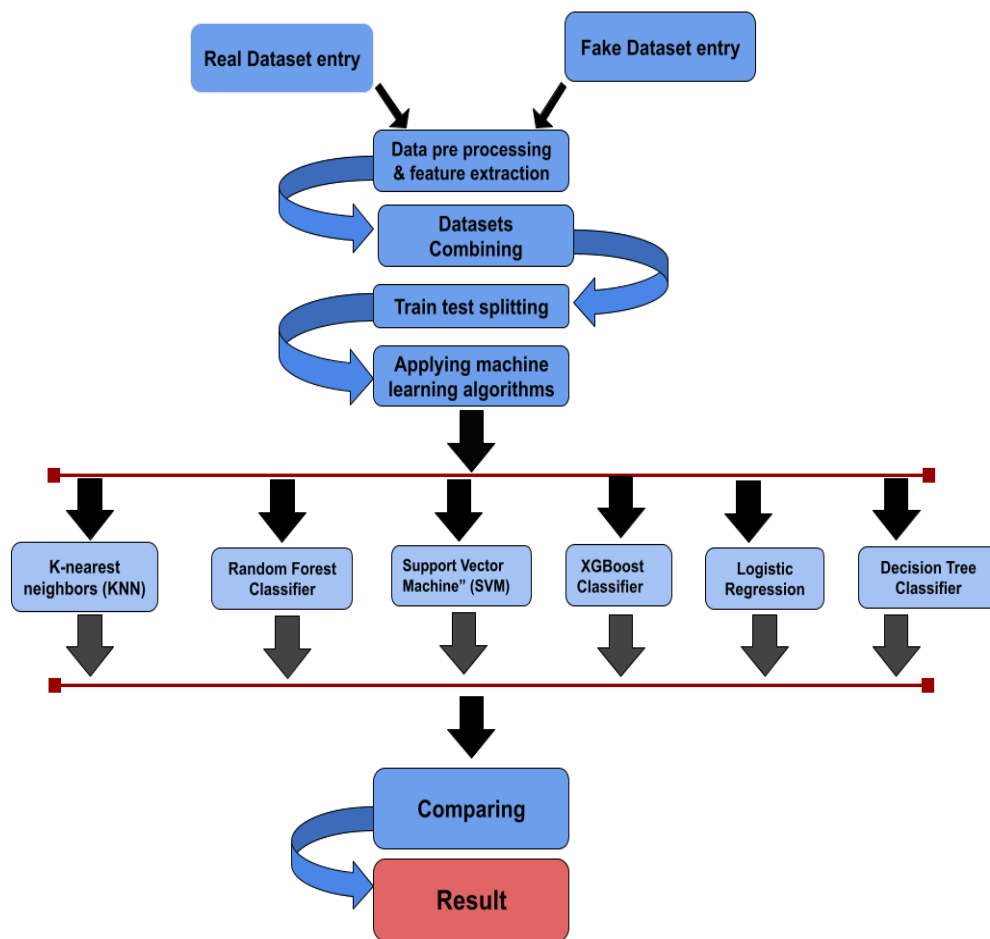 Real Dataset entry
Fake Dataset entry
Data pre processing
& feature extraction
Datasets
Combining
Train test splitting
Applying machine
learning algorithms
K-nearest
neighbors (KNN)
Random Forest
Classifier
Support Vector
Machine” (SVM)
XGBoost
Classifier
Logistic
Regression
Decision Tree
Classifier
Comparing
Result